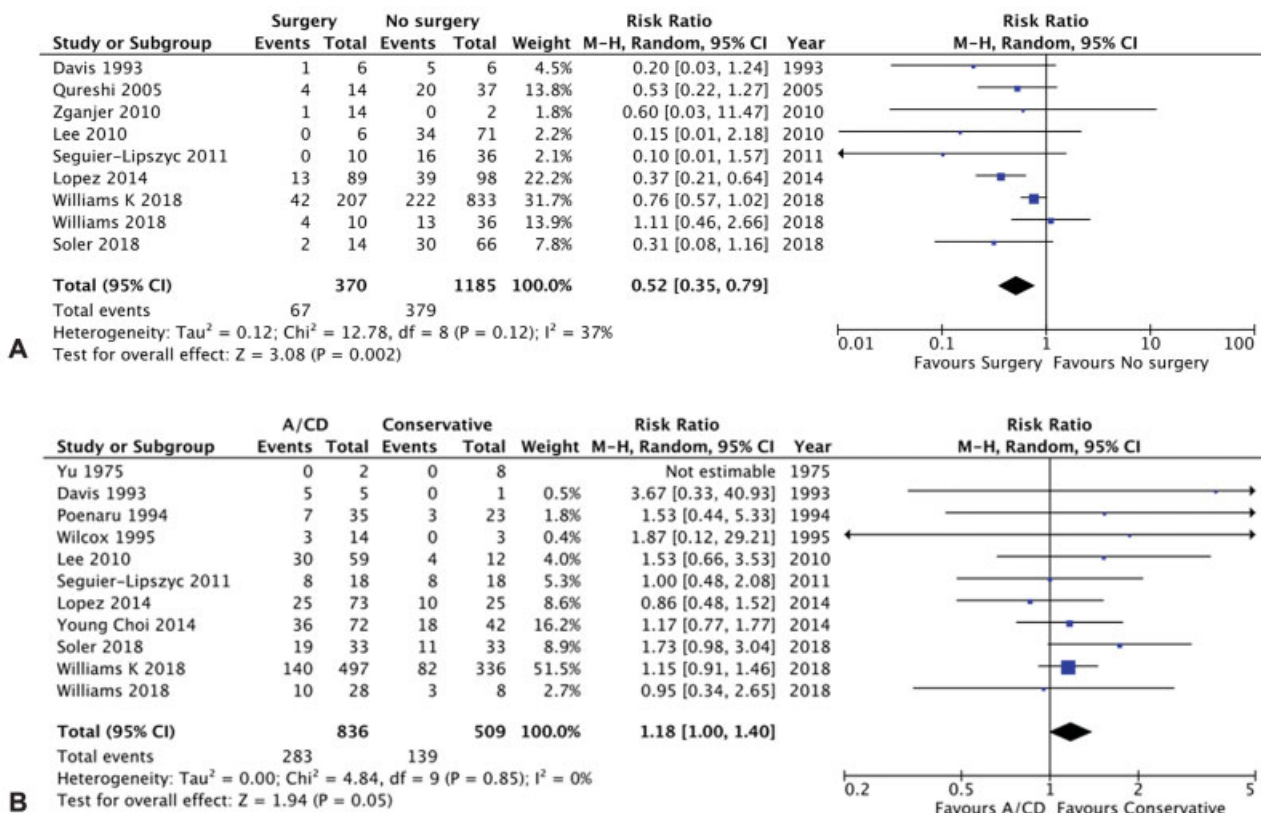 Surgery No surgery Risk Ratio Risk Ratio
Study or Subgroup Events Total Events Total Weight M-H, Random, 95% CI Year M-H, Random, 95% CI
Davis 1993 1 6 5 6 4.5% 0.20 [0.03, 1.24] 1993
Qureshi 2005 4 14 20 37 13.8% 0.53 [0.22, 1.27] 2005
Zganjer 2010 1 14 0 2 1.8% 0.60 [0.03, 11.47] 2010
Lee 2010 0 6 34 71 2.2% 0.15 [0.01, 2.18] 2010
Seguier-Lipszyc 2011 0 10 16 36 2.1% 0.10 [0.01, 1.57] 2011
Lopez 2014 13 89 39 98 22.2% 0.37 [0.21, 0.64] 2014
Williams K 2018 42 207 222 833 31.7% 0.76 [0.57, 1.02] 2018
Williams 2018 4 10 13 36 13.9% 1.11 [0.46, 2.66] 2018
Soler 2018 2 14 30 66 7.8% 0.31 [0.08, 1.16] 2018
Total (95% CI) 370 1185 100.0% 0.52 [0.35, 0.79]
Total events 67 379
Heterogeneity: Tau² = 0.12; Chi² = 12.78, df = 8 (P = 0.12); I² = 37%
Test for overall effect: Z = 3.08 (P = 0.002)
0.01 0.1 1 10 100
Favours Surgery Favours No surgery
A
A/CD Conservative Risk Ratio Risk Ratio
Study or Subgroup Events Total Events Total Weight M-H, Random, 95% CI Year M-H, Random, 95% CI
Yu 1975 0 2 0 8 Not estimable 1975
Davis 1993 5 5 0 1 0.5% 3.67 [0.33, 40.93] 1993
Poenaru 1994 7 35 3 23 1.8% 1.53 [0.44, 5.33] 1994
Wilcox 1995 3 14 0 3 0.4% 1.87 [0.12, 29.21] 1995
Lee 2010 30 59 4 12 4.0% 1.53 [0.66, 3.53] 2010
Seguier-Lipszyc 2011 8 18 8 18 5.3% 1.00 [0.48, 2.08] 2011
Lopez 2014 25 73 10 25 8.6% 0.86 [0.48, 1.52] 2014
Young Choi 2014 36 72 18 42 16.2% 1.17 [0.77, 1.77] 2014
Soler 2018 19 33 11 33 8.9% 1.73 [0.98, 3.04] 2018
Williams K 2018 140 497 82 336 51.5% 1.15 [0.91, 1.46] 2018
Williams 2018 10 28 3 8 2.7% 0.95 [0.34, 2.65] 2018
Total (95% CI) 836 509 100.0% 1.18 [1.00, 1.40]
Total events 283 139
Heterogeneity: Tau² = 0.00; Chi² = 4.84, df = 9 (P = 0.85); I² = 0%
Test for overall effect: Z = 1.94 (P = 0.05)
0.2 0.5 1 2 5
Favours A/CD Favours Conservative
B